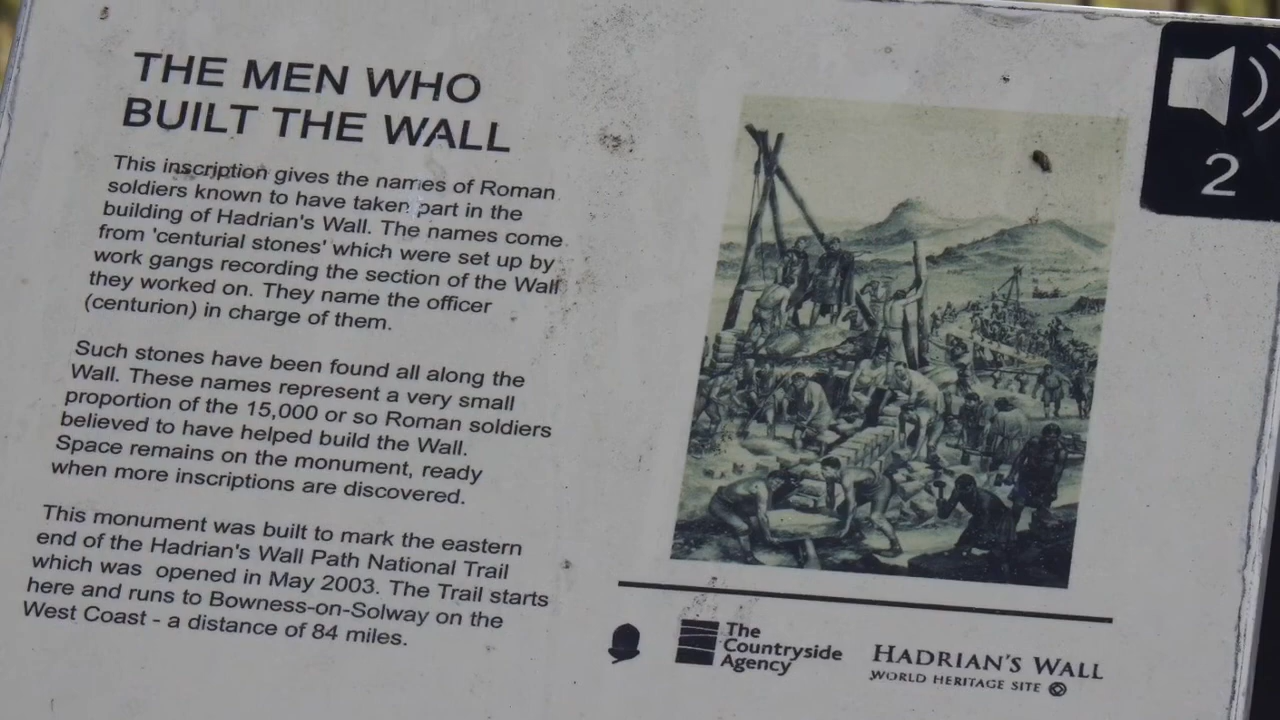 THE MEN WHO
BUILT THE WALL
This inscription gives the names of Roman
soldiers known to have taken part in the
building of Hadrian's Wall. The names come
from 'centurial stones' which were set up by
work gangs recording the section of the Wall
they worked on. They name the officer
(centurion) in charge of them.
Such stones have been found all along the
Wall. These names represent a very small
proportion of the 15,000 or so Roman soldiers
believed to have helped build the Wall.
Space remains on the monument, ready
when more inscriptions are discovered.
This monument was built to mark the eastern
end of the Hadrian's Wall Path National Trail
which was opened in May 2003. The Trail starts
here and runs to Bowness-on-Solway on the
West Coast - a distance of 84 miles.
2
The
Countryside
Agency
HADRIAN'S WALL
WORLD HERITAGE SITE